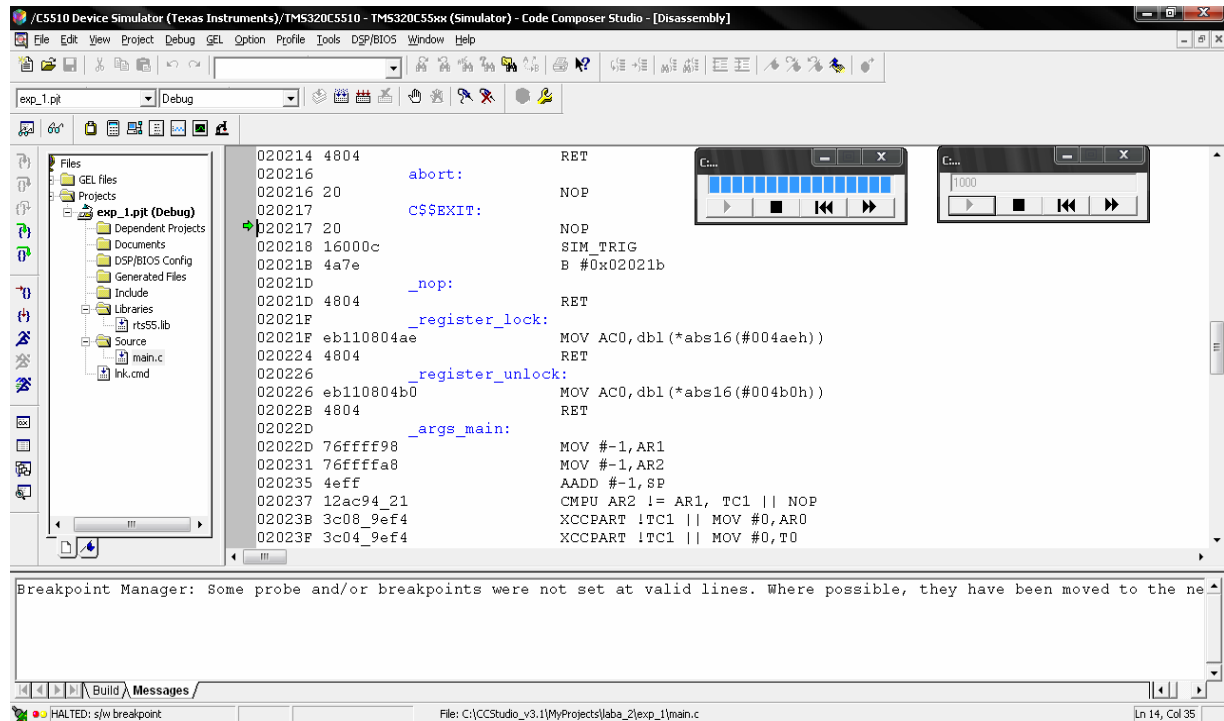 /C5510 Device Simulator (Texas Instruments)/TMS320C5510 - TMS320C55xx (Simulator) - Code Composer Studio - [Disassembly]
File Edit View Project Debug GEL Option Profile Tools DSP/BIOS Window Help
exp_1.pjt Debug
Files
GEL files
Projects
exp_1.pjt (Debug)
Dependent Projects
Documents
DSP/BIOS Config
Generated Files
Include
Libraries
rts55.lib
Source
main.c
lnk.cmd
020214 4804 RET
020216 abort:
020216 20 NOP
020217 C$$EXIT:
020217 20 NOP
020218 16000c SIM_TRIG
02021B 4a7e B #0x02021b
02021D _nop:
02021D 4804 RET
02021F _register_lock:
02021F eb110804ae MOV AC0,dbl(*abs16(#004aeh))
020224 4804 RET
020226 _register_unlock:
020226 eb110804b0 MOV AC0,dbl(*abs16(#004b0h))
02022B 4804 RET
02022D _args_main:
02022D 76ffff98 MOV #-1,AR1
020231 76ffffa8 MOV #-1,AR2
020235 4eff AADD #-1,SP
020237 12ac94_21 CMPU AR2 != AR1, TC1 || NOP
02023B 3c08_9ef4 XCCPART !TC1 || MOV #0,AR0
02023F 3c04_9ef4 XCCPART !TC1 || MOV #0,T0
C:...
C:...
1000
Breakpoint Manager: Some probe and/or breakpoints were not set at valid lines. Where possible, they have been moved to the ne
Build Messages
HALTED: s/w breakpoint File: C:\CCStudio_v3.1\MyProjects\laba_2\exp_1\main.c Ln 14, Col 35